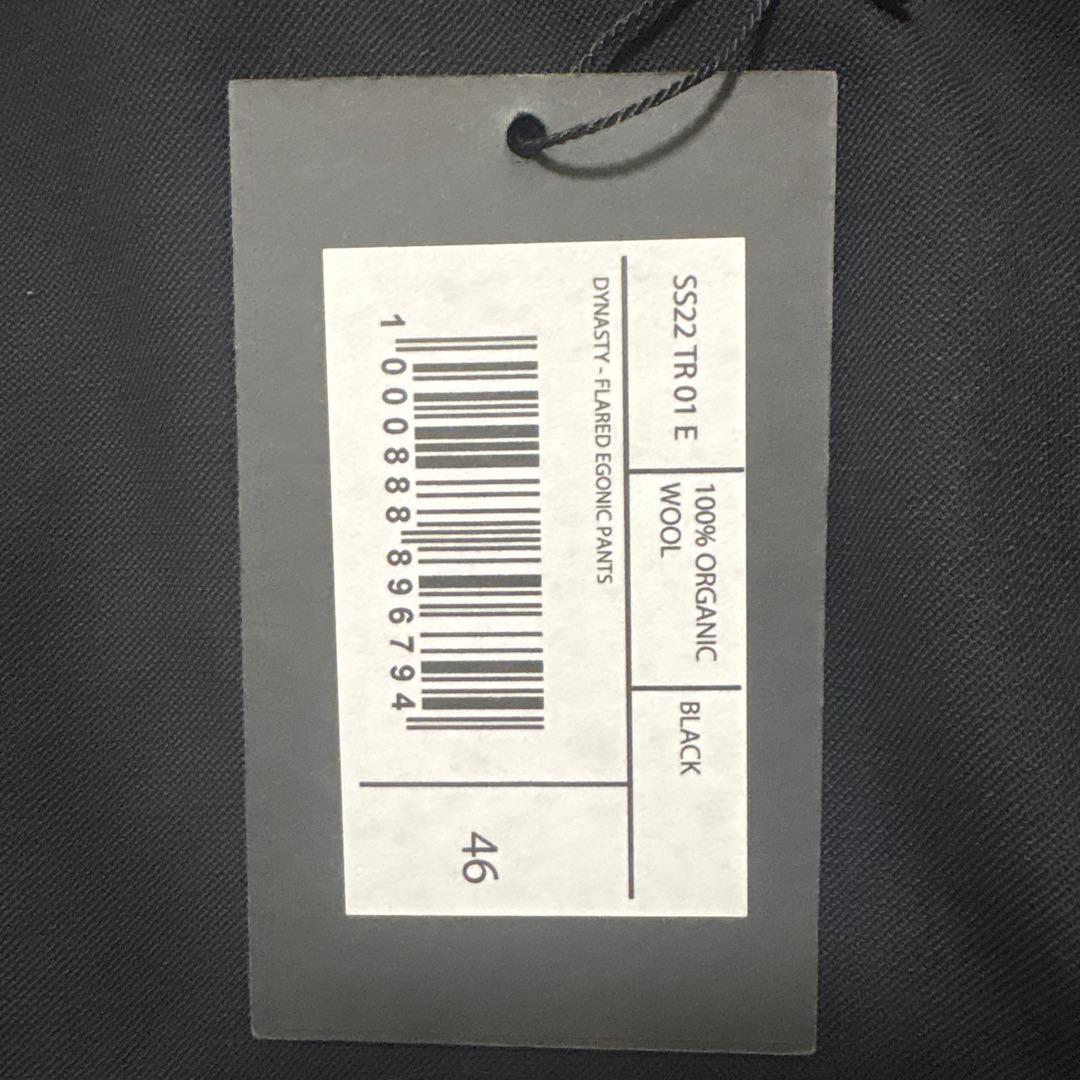 SS22 TR 01 E
100% ORGANIC
WOOL
BLACK
DYNASTY - FLARED EGONIC PANTS
1 000888 896794
46